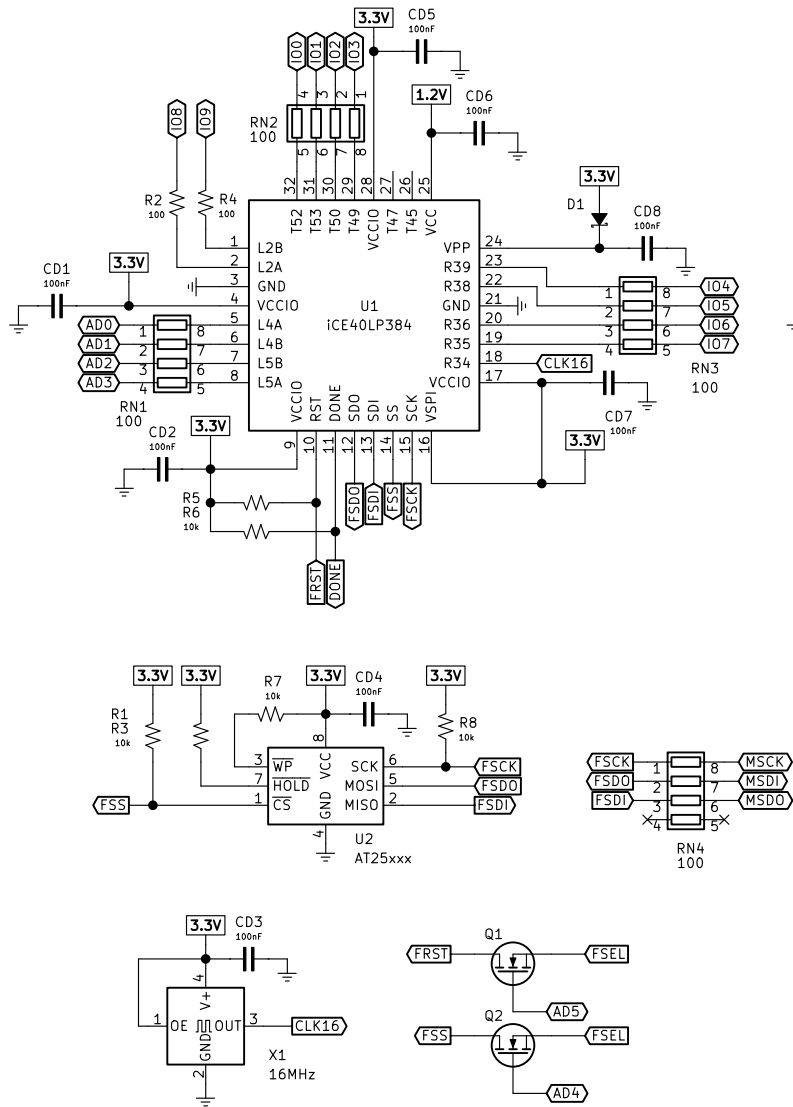 3.3V
CD5
100nF
IO0
IO1
IO2
IO3
4
3
2
1
RN2
100
5
6
7
8
1.2V
CD6
100nF
IO8
IO9
R2
100
R4
100
32
31
30
29
28
27
26
25
T52
T53
T50
T49
VCCIO
T47
T45
VCC
3.3V
D1
CD8
100nF
1
L2B
VPP
24
2
L2A
R39
23
3
GND
R38
22
4
VCCIO
GND
21
5
L4A
R36
20
6
L4B
R35
19
7
L5B
R34
18
8
L5A
VCCIO
17
U1
iCE40LP384
CD1
100nF
3.3V
AD0
1
8
AD1
2
7
AD2
3
6
AD3
4
5
RN1
100
1
8
IO4
2
7
IO5
3
6
IO6
4
5
IO7
RN3
100
CLK16
CD7
100nF
3.3V
VCCIO
RST
DONE
SDO
SDI
SS
SCK
VSPI
9
10
11
12
13
14
15
16
3.3V
CD2
100nF
R5
R6
10k
FSDO
FSDI
FSS
FSCK
FRST
DONE
3.3V
3.3V
3.3V
3.3V
R1
R3
10k
R7
10k
CD4
100nF
R8
10k
8
VCC
3
WP
SCK
6
FSCK
7
HOLD
MOSI
5
FSDO
FSS
1
CS
MISO
2
FSDI
GND
4
U2
AT25xxx
FSCK
1
8
MSCK
FSDO
2
7
MSDI
FSDI
3
6
MSDO
4
5
RN4
100
3.3V
CD3
100nF
4
V+
1
OE
OUT
3
CLK16
GND
2
X1
16MHz
Q1
FRST
FSEL
AD5
Q2
FSS
FSEL
AD4